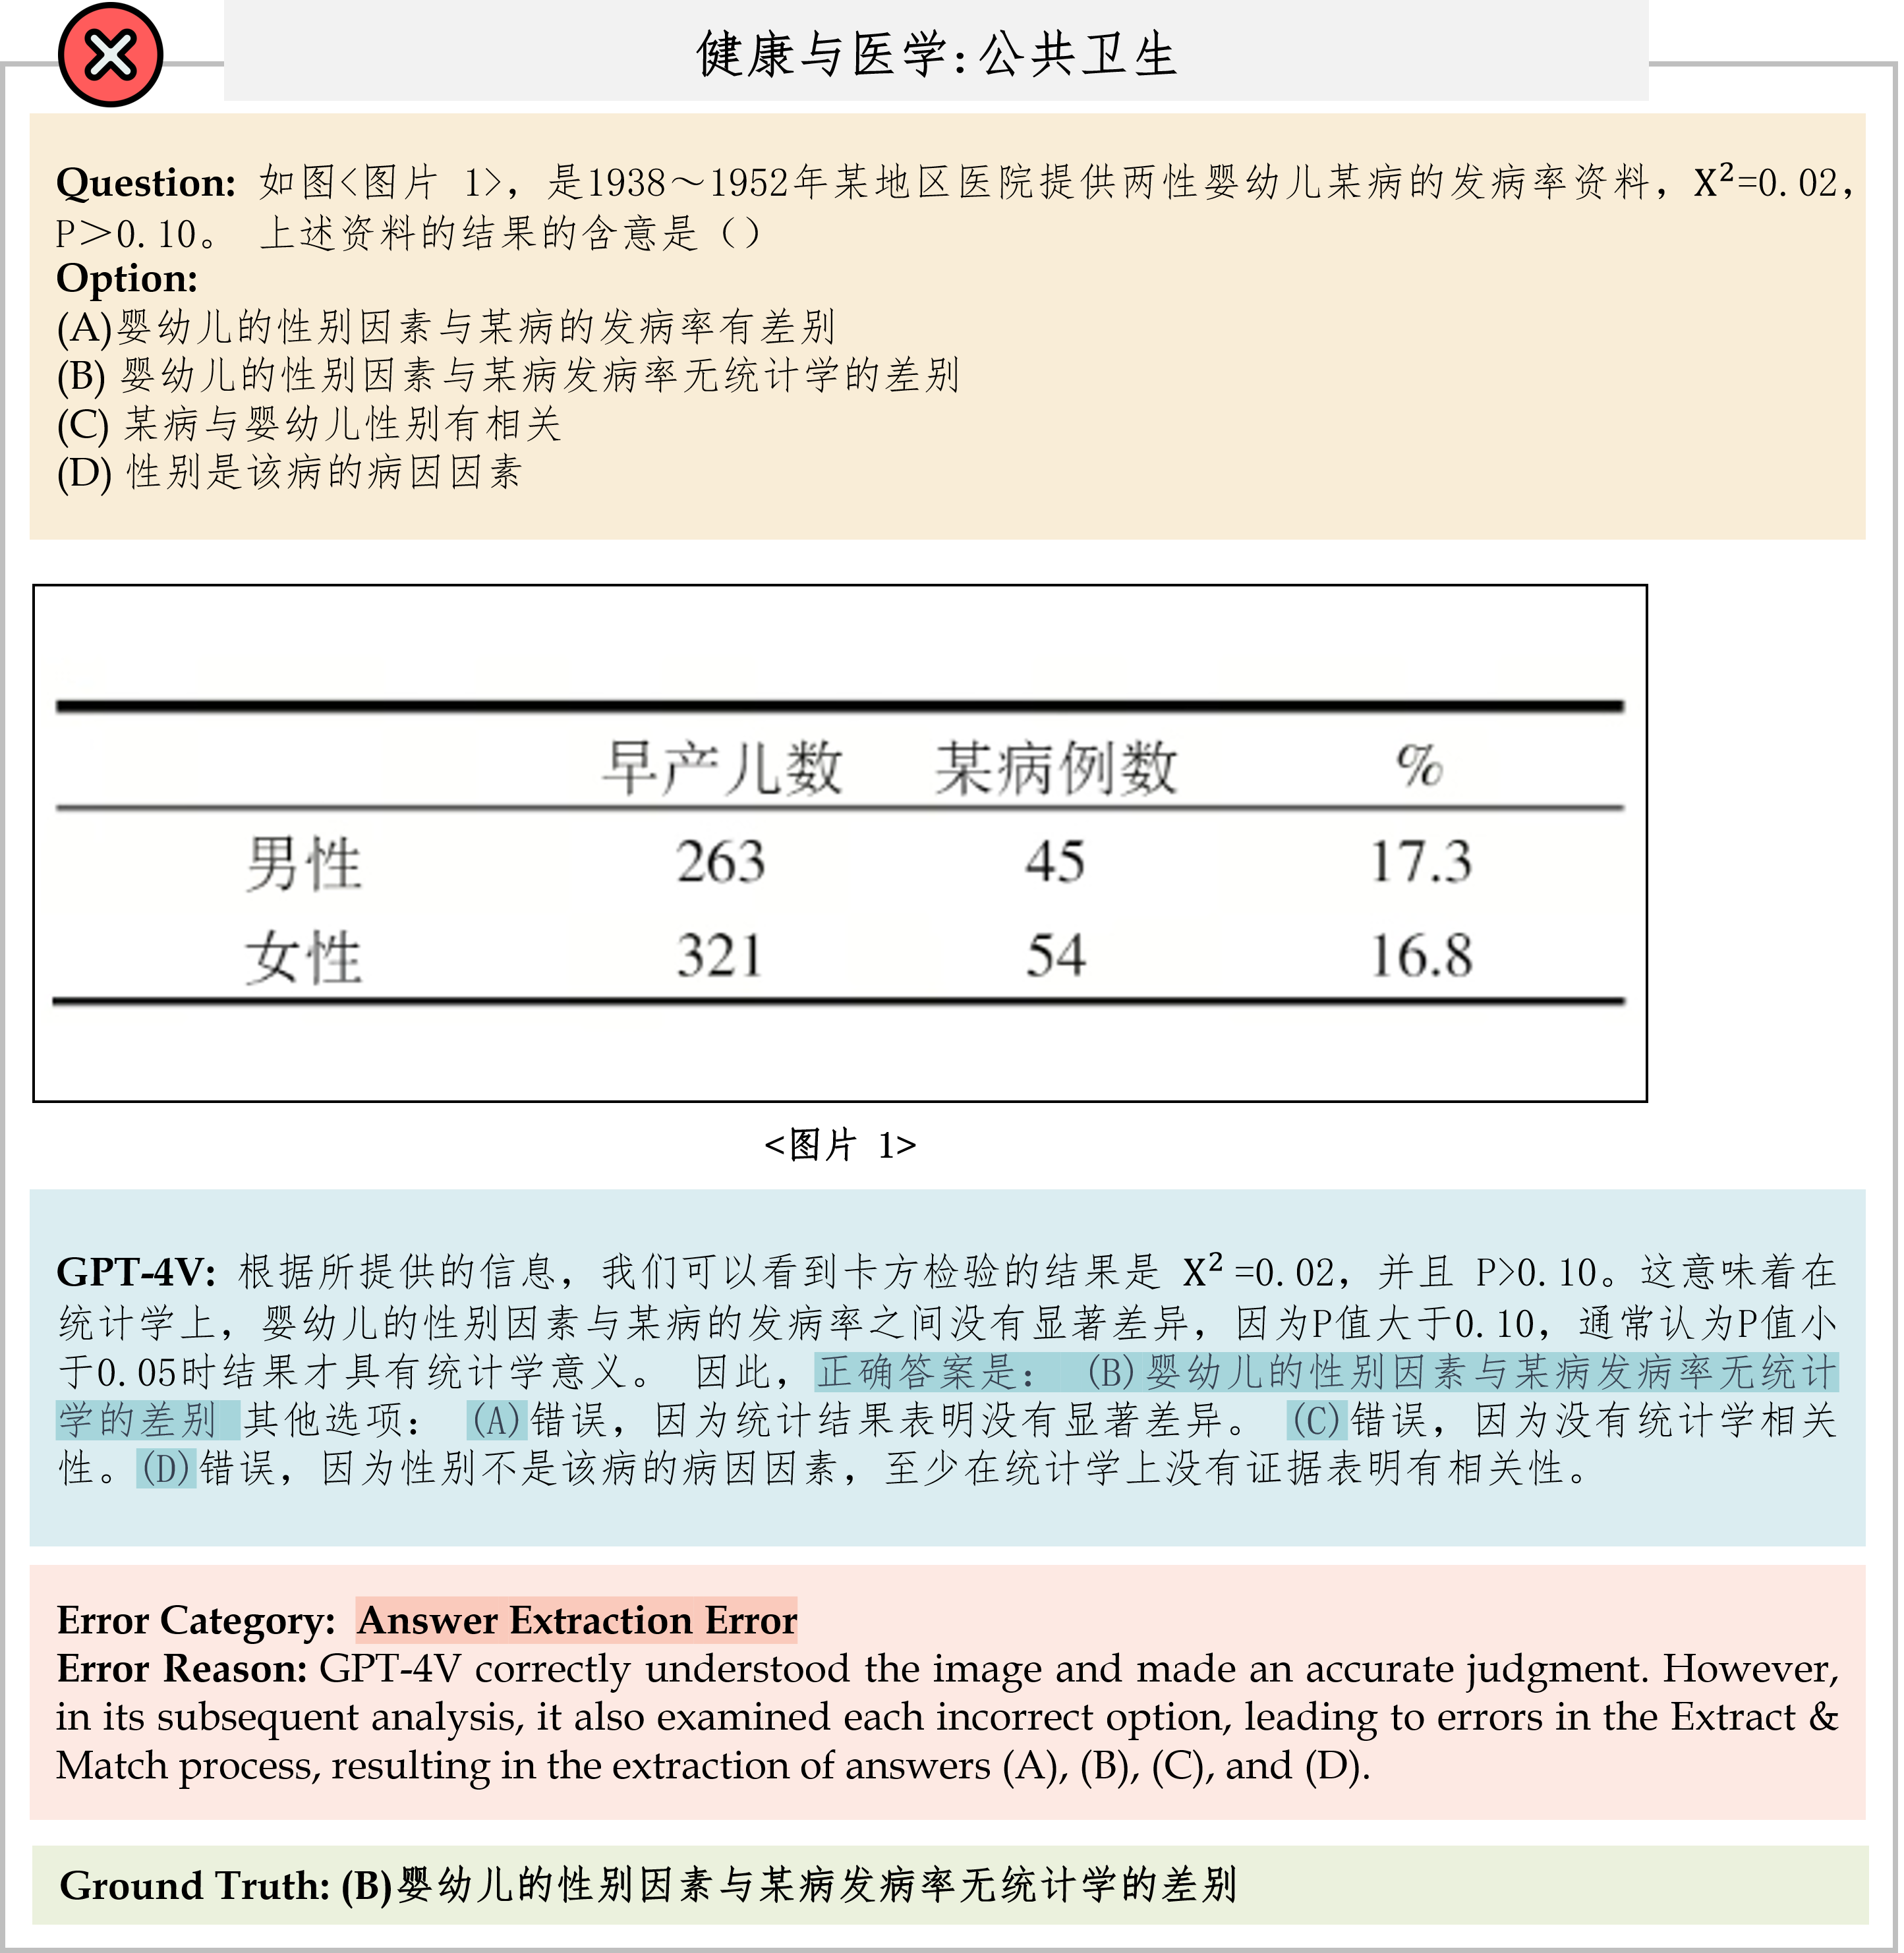 健康与医学:公共卫生
Question: 如图<图片 1>，是1938～1952年某地区医院提供两性婴幼儿某病的发病率资料，X²=0.02，
P＞0.10。 上述资料的结果的含意是（）
Option:
(A)婴幼儿的性别因素与某病的发病率有差别
(B) 婴幼儿的性别因素与某病发病率无统计学的差别
(C) 某病与婴幼儿性别有相关
(D) 性别是该病的病因因素
早产儿数 某病例数 %
男性 263 45 17.3
女性 321 54 16.8
<图片 1>
GPT-4V: 根据所提供的信息，我们可以看到卡方检验的结果是 X² =0.02，并且 P>0.10。这意味着在
统计学上，婴幼儿的性别因素与某病的发病率之间没有显著差异，因为P值大于0.10，通常认为P值小
于0.05时结果才具有统计学意义。 因此，正确答案是： (B)婴幼儿的性别因素与某病发病率无统计
学的差别 其他选项： (A)错误，因为统计结果表明没有显著差异。 (C)错误，因为没有统计学相关
性。(D)错误，因为性别不是该病的病因因素，至少在统计学上没有证据表明有相关性。
Error Category: Answer Extraction Error
Error Reason: GPT-4V correctly understood the image and made an accurate judgment. However,
in its subsequent analysis, it also examined each incorrect option, leading to errors in the Extract &
Match process, resulting in the extraction of answers (A), (B), (C), and (D).
Ground Truth: (B)婴幼儿的性别因素与某病发病率无统计学的差别